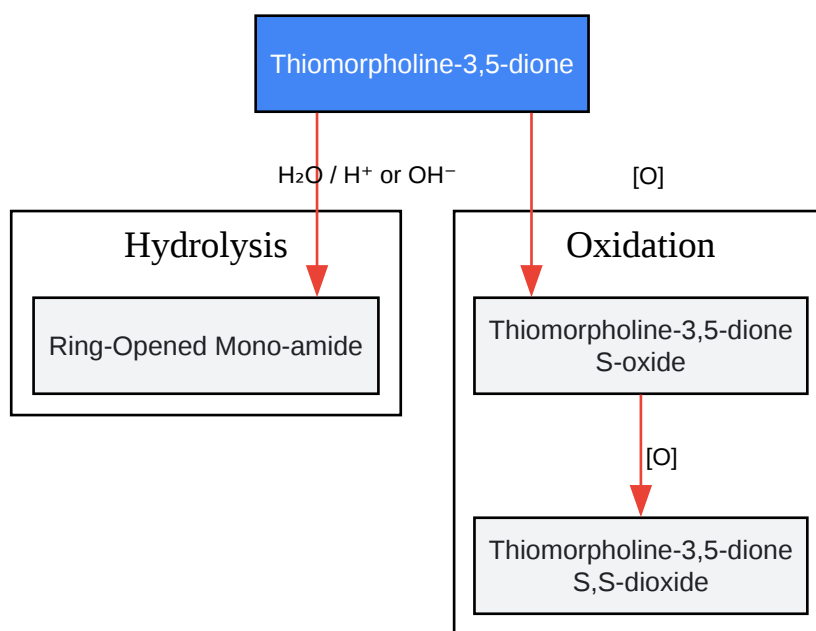 Thiomorpholine-3,5-dione
H₂O / H⁺ or OH⁻
[O]
Hydrolysis
Ring-Opened Mono-amide
Oxidation
Thiomorpholine-3,5-dione
S-oxide
[O]
Thiomorpholine-3,5-dione
S,S-dioxide